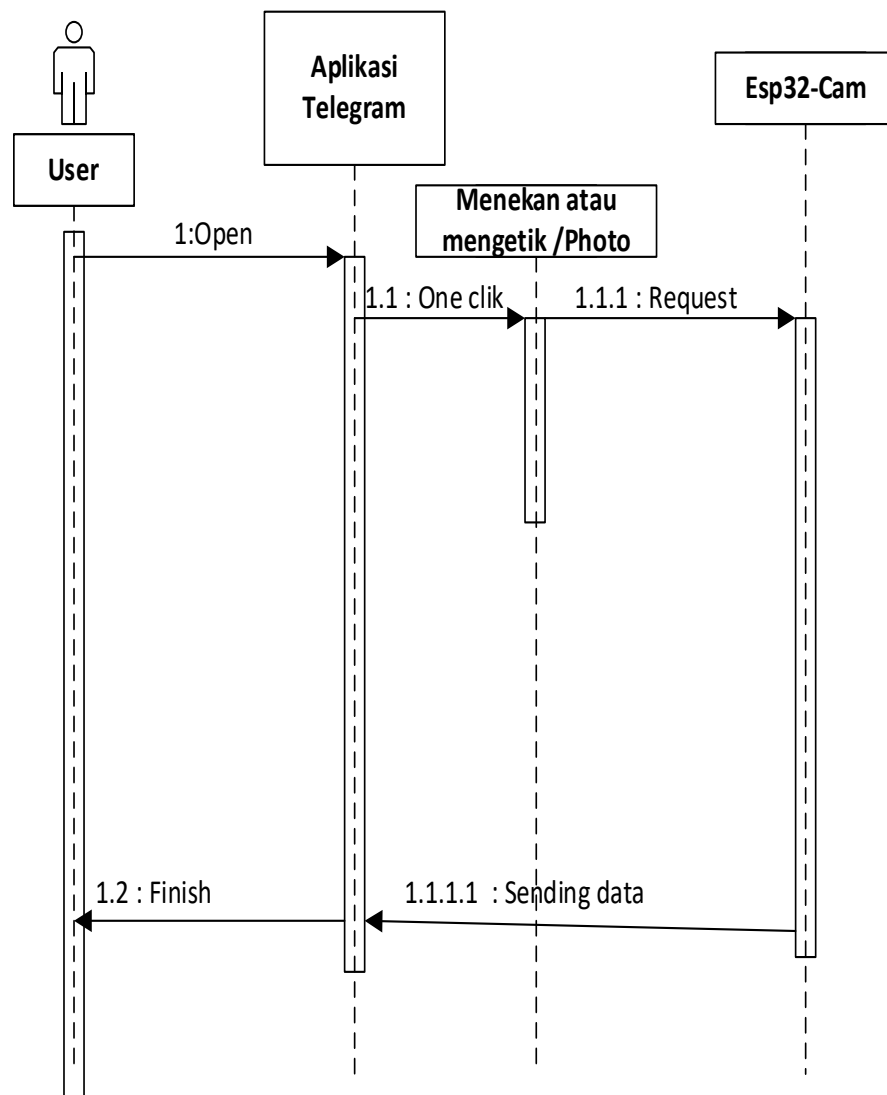 Aplikasi
Telegram
Esp32-Cam
User
Menekan atau
mengetik /Photo
1:Open
1.1 : One clik
1.1.1 : Request
1.2 : Finish
1.1.1.1 : Sending data